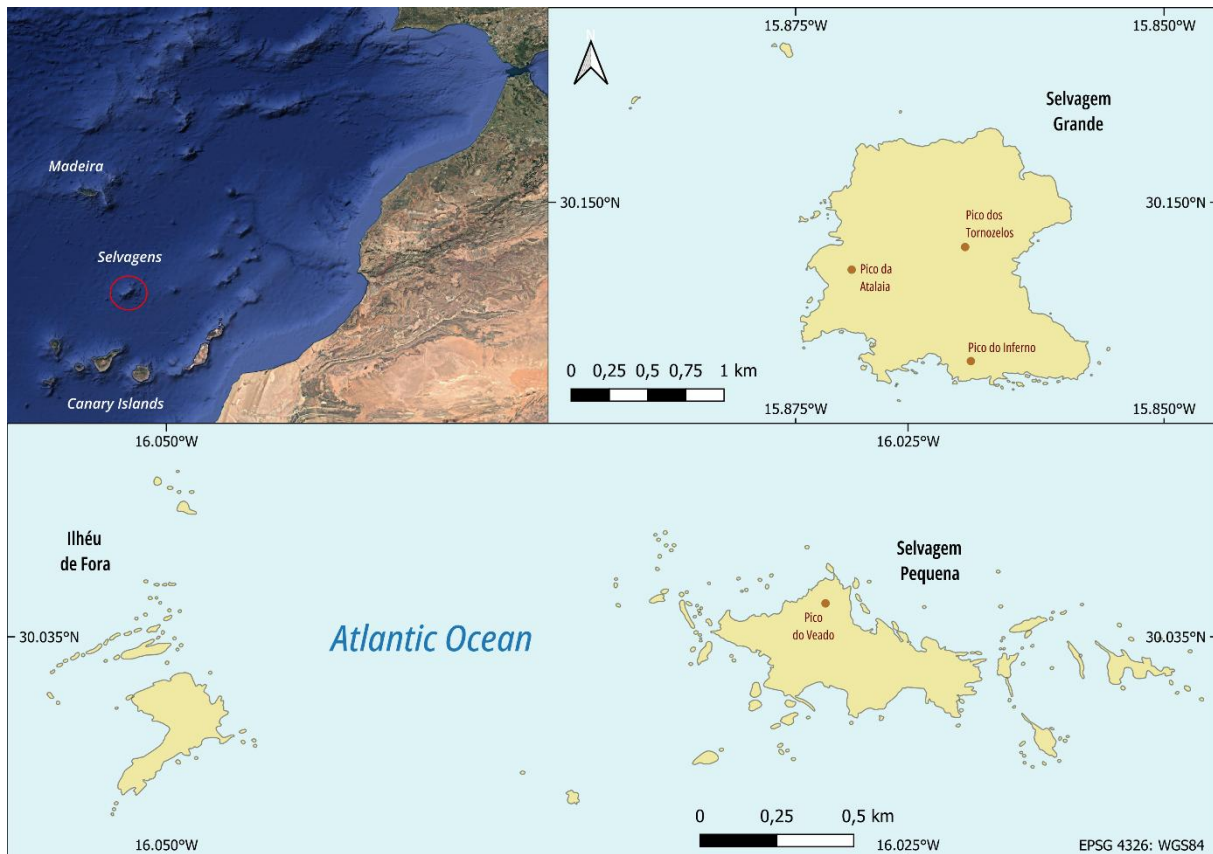 Madeira
Selvagens
Canary Islands
15.875°W
15.850°W
N
Selvagem
Grande
30.150°N
30.150°N
Pico dos
Tornozelos
Pico da
Atalaia
Pico do Inferno
0 0,25 0,5 0,75 1 km
15.875°W
15.850°W
16.050°W
16.025°W
Ilhéu
de Fora
Selvagem
Pequena
Pico
do Veado
30.035°N
30.035°N
Atlantic Ocean
0 0,25 0,5 km
16.050°W
16.025°W
EPSG 4326: WGS84